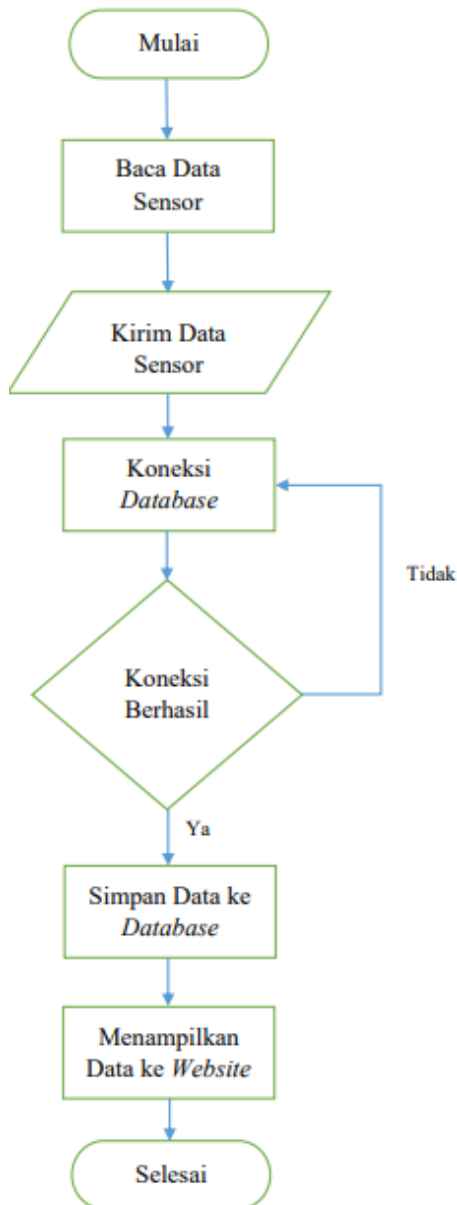 Mulai
Baca Data
Sensor
Kirim Data
Sensor
Koneksi
Database
Tidak
Koneksi
Berhasil
Ya
Simpan Data ke
Database
Menampilkan
Data ke Website
Selesai